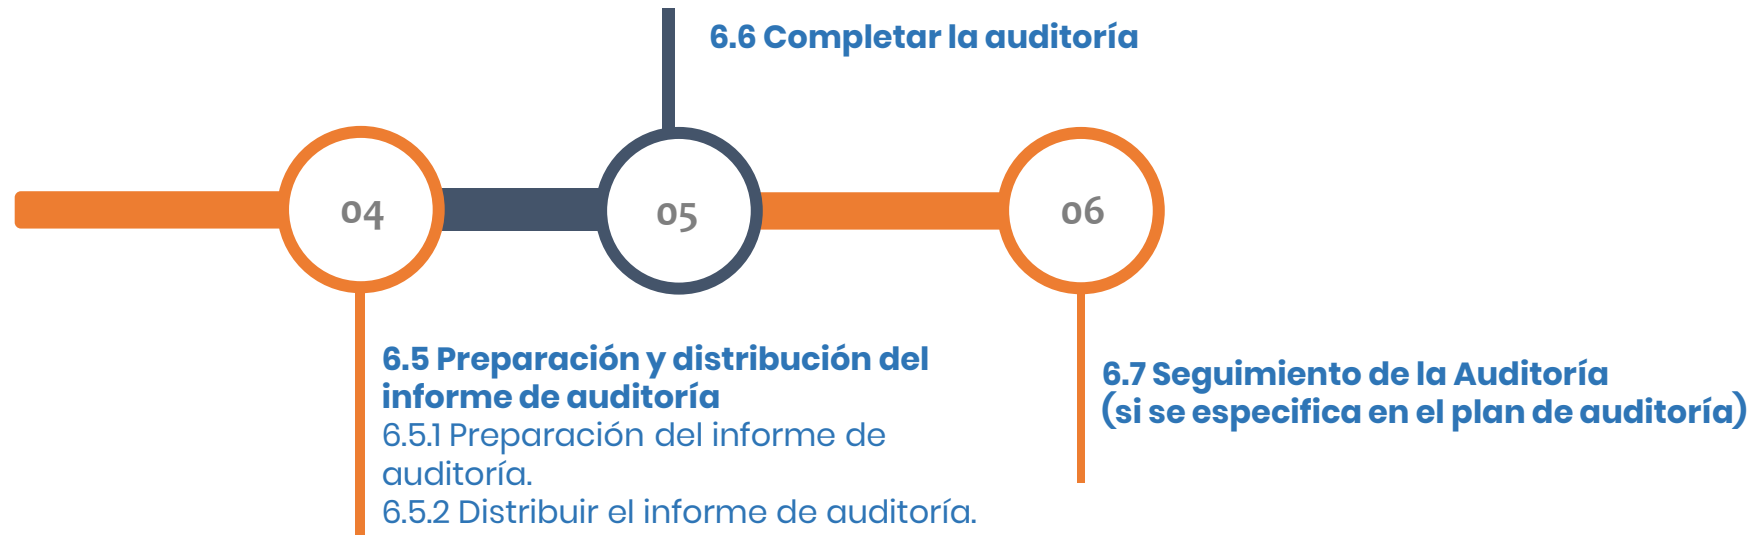 6.6 Completar la auditoría
04
05
06
6.5 Preparación y distribución del
informe de auditoría
6.5.1 Preparación del informe de
auditoría.
6.5.2 Distribuir el informe de auditoría.
6.7 Seguimiento de la Auditoría
(si se especifica en el plan de auditoría)